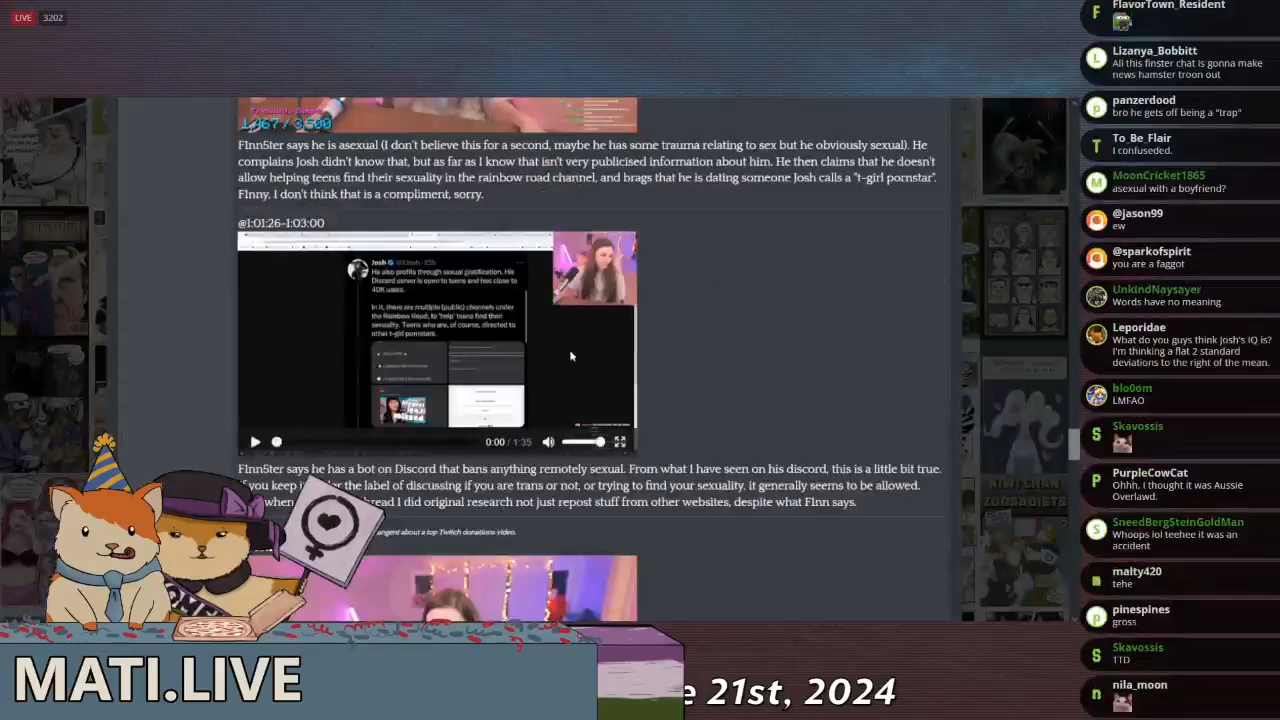 LIVE 3202
1,467 / 3,500
F1nn5ter says he is asexual (I don't believe this for a second, maybe he has some trauma relating to sex but he obviously sexual). He
complains Josh didn't know that, but as far as I know that isn't very publicised information about him. He then claims that he doesn't
allow helping teens find their sexuality in the rainbow road channel, and brags that he is dating someone Josh calls a "t-girl pornstar".
F1nny, I don't think that is a compliment, sorry.
@1:01:26-1:03:00
Josh
He also profits through sexual gratification. His
Discord server is open to teens and has close to
40K users.
In it, there are multiple (public) channels under
the Rainbow Road, to 'help' teens find their
sexuality. Teens who are, of course, directed to
other t-girl pornstars.
0:00 / 1:35
F1nn5ter says he has a bot on Discord that bans anything remotely sexual. From what I have seen on his discord, this is a little bit true.
you keep it the label of discussing if you are trans or not, or trying to find your sexuality, it generally seems to be allowed.
when read I did original research not just repost stuff from other websites, despite what F1nn says.
angent about a top Twitch donations video.
MATI.LIVE
e 21st, 2024
FlavorTown_Resident
Lizanya_Bobbitt
All this finster chat is gonna make
news hamster troon out
panzerdood
bro he gets off being a "trap"
To_Be_Flair
I confuseded.
MoonCricket1865
asexual with a boyfriend?
@jason99
ew
@sparkofspirit
you are a faggot
UnkindNaysayer
Words have no meaning
Leporidae
What do you guys think Josh's IQ is?
I'm thinking a flat 2 standard
deviations to the right of the mean.
blo0om
LMFAO
Skavossis
PurpleCowCat
Ohhh. I thought it was Aussie
Overlawd.
SneedBerg$teinGoldMan
Whoops lol teehee it was an
accident
malty420
tehe
pinespines
gross
Skavossis
TTD
nila_moon